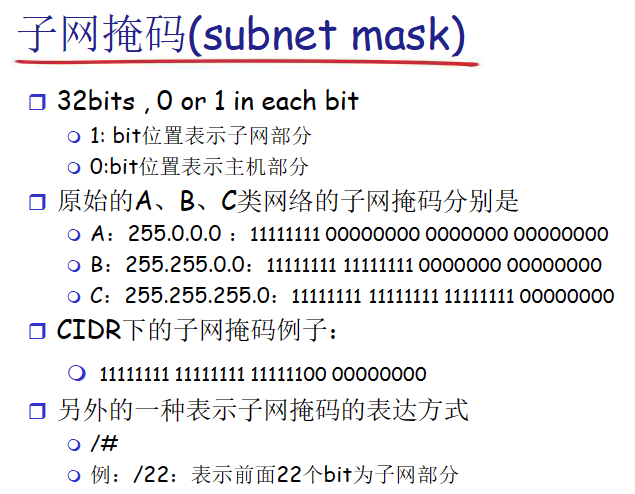 子网掩码(subnet mask)
32bits , 0 or 1 in each bit
1: bit位置表示子网部分
0:bit位置表示主机部分
原始的A、B、C类网络的子网掩码分别是
A：255.0.0.0 ：11111111 00000000 0000000 00000000
B：255.255.0.0：11111111 11111111 0000000 00000000
C：255.255.255.0：11111111 11111111 11111111 00000000
CIDR下的子网掩码例子：
11111111 11111111 11111100 00000000
另外的一种表示子网掩码的表达方式
/#
例：/22：表示前面22个bit为子网部分